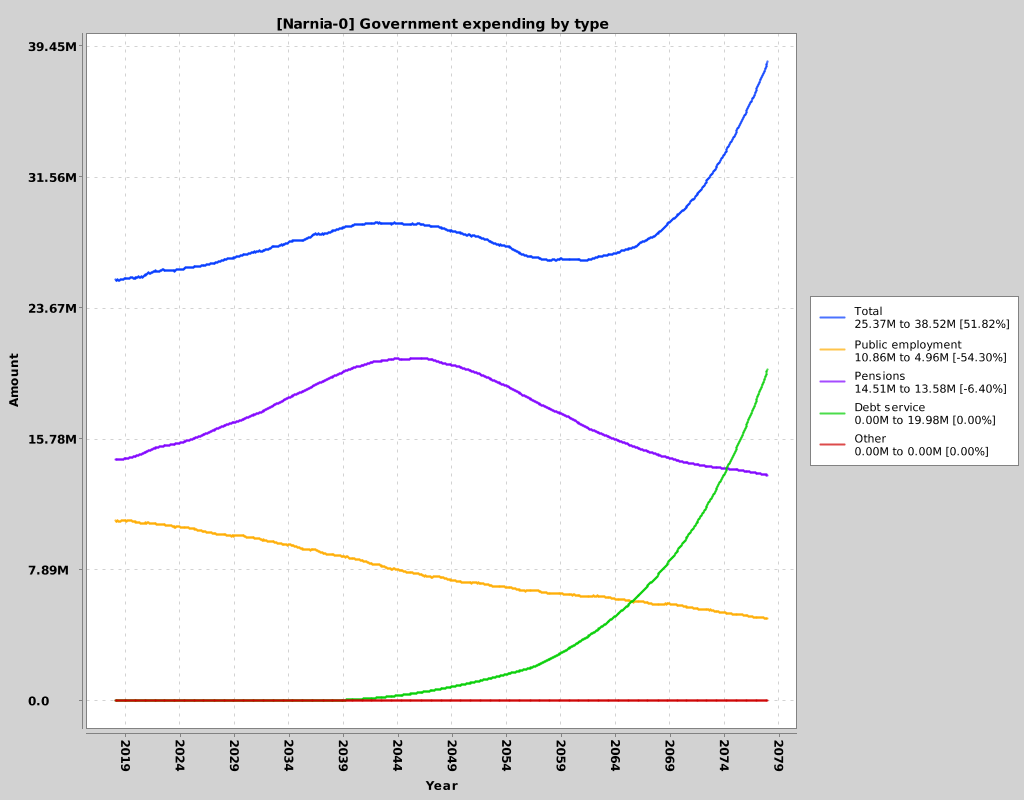 [Narnia-0] Government expending by type
39.45M
31.56M
23.67M
15.78M
7.89M
0.0
Amount
2019
2024
2029
2034
2039
2044
2049
2054
2059
2064
2069
2074
2079
Year
Total
25.37M to 38.52M [51.82%]
Public employment
10.86M to 4.96M [-54.30%]
Pensions
14.51M to 13.58M [-6.40%]
Debt service
0.00M to 19.98M [0.00%]
Other
0.00M to 0.00M [0.00%]